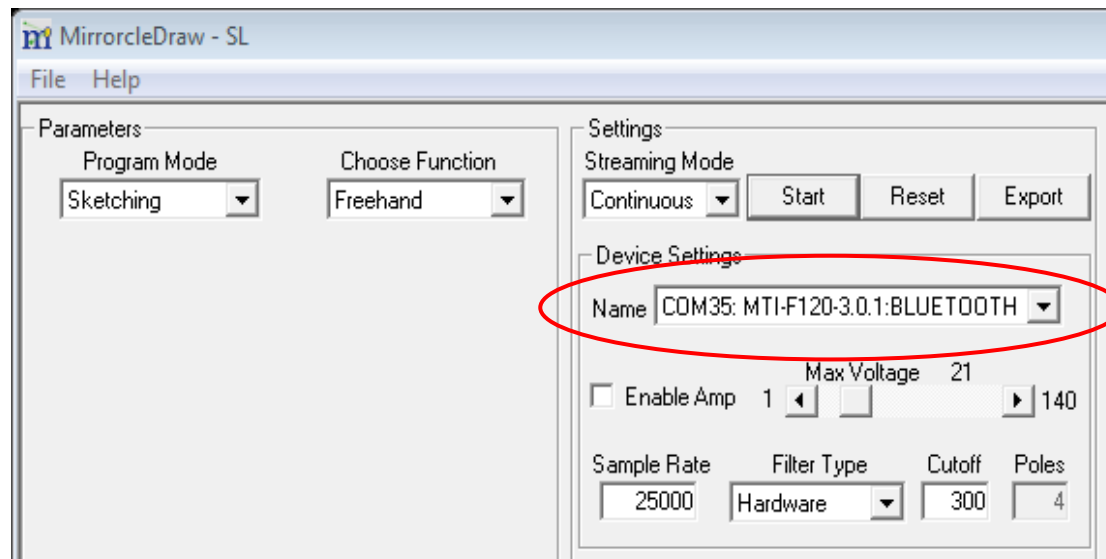 MirrorcleDraw - SL
File Help
Parameters
Program Mode Choose Function
Sketching Freehand
Settings
Streaming Mode
Continuous Start Reset Export
Device Settings
Name COM35: MTI-F120-3.0.1:BLUETOOTH
Max Voltage 21
Enable Amp 1 140
Sample Rate Filter Type Cutoff Poles
25000 Hardware 300 4